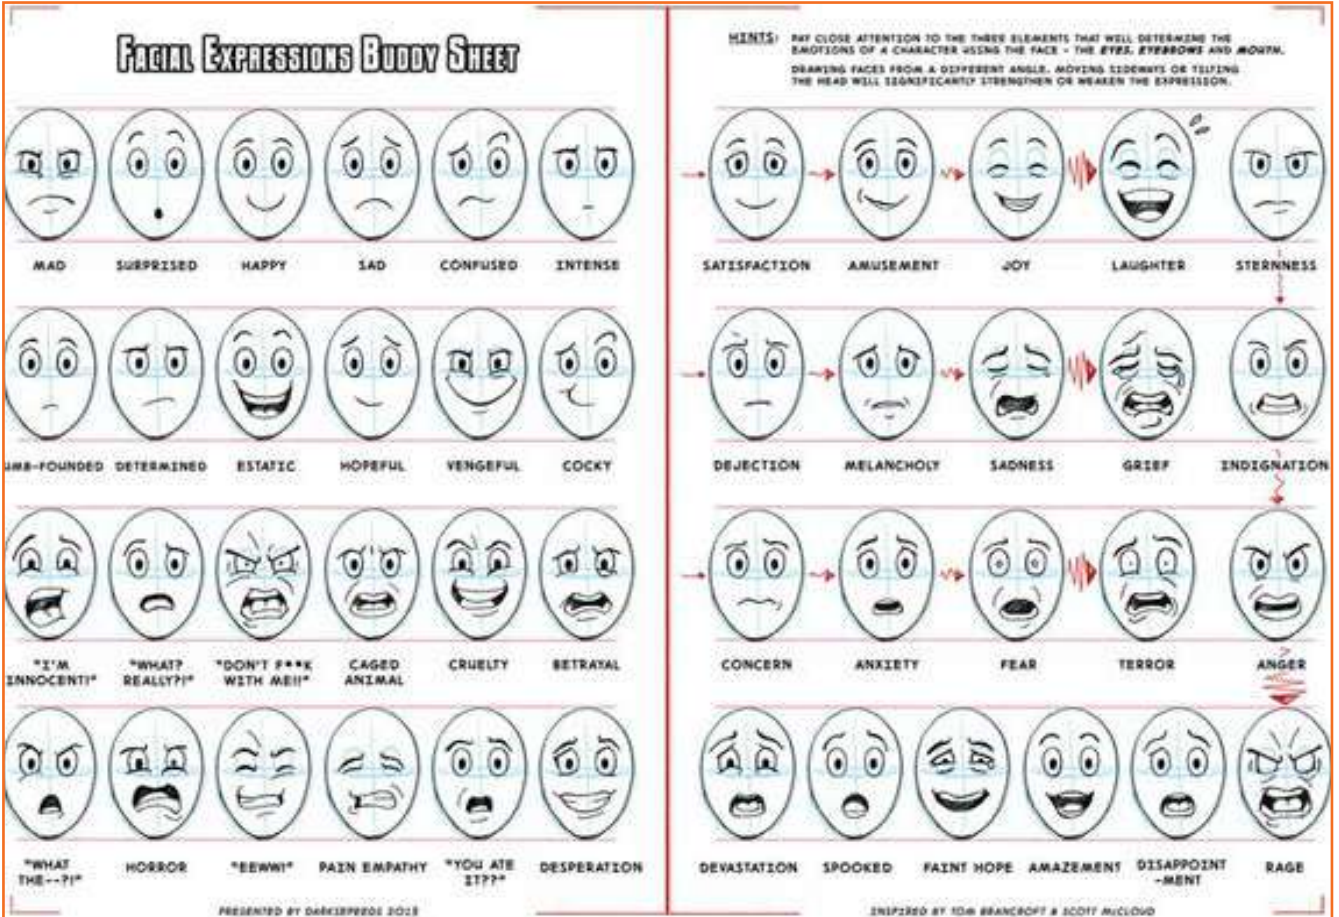 FACIAL EXPRESSIONS BUDDY SHEET
MAD SURPRISED HAPPY SAD CONFUSED INTENSE
UMB-FOUNDED DETERMINED ESTATIC HOPEFUL VENGEFUL COCKY
"I'M INNOCENT!" "WHAT? REALLY?!" "DON'T F**K WITH ME!!" CAGED ANIMAL CRUELTY BETRAYAL
"WHAT THE--?!" HORROR "EEWW!" PAIN EMPATHY "YOU ATE IT??" DESPERATION
PRESENTED BY 2013
HINTS: PAY CLOSE ATTENTION TO THE THREE ELEMENTS THAT WILL DETERMINE THE
EMOTIONS OF A CHARACTER USING THE FACE - THE EYES, EYEBROWS AND MOUTH.
DRAWING FACES FROM A DIFFERENT ANGLE, MOVING SIDEWAYS OR TILTING
THE HEAD WILL SIGNIFICANTLY STRENGTHEN OR WEAKEN THE EXPRESSION.
SATISFACTION AMUSEMENT JOY LAUGHTER STERNNESS
DEJECTION MELANCHOLY SADNESS GRIEF INDIGNATION
CONCERN ANXIETY FEAR TERROR ANGER
DEVASTATION SPOOKED FAINT HOPE AMAZEMENT DISAPPOINT-MENT RAGE
INSPIRED BY TOM BRANCROFT & SCOTT MCCLOUD